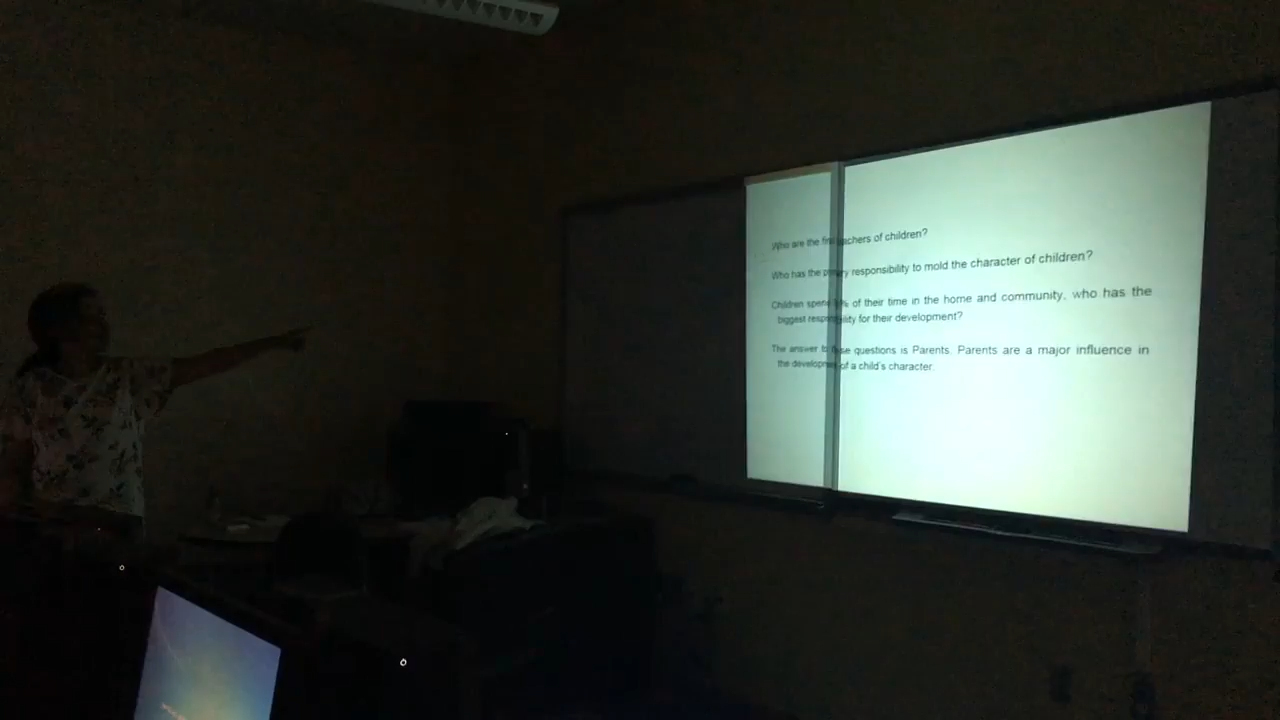 Who are the first teachers of children?
Who has the primary responsibility to mold the character of children?
Children spend % of their time in the home and community, who has the
biggest responsibility for their development?
The answer to these questions is Parents. Parents are a major influence in
the development of a child's character.